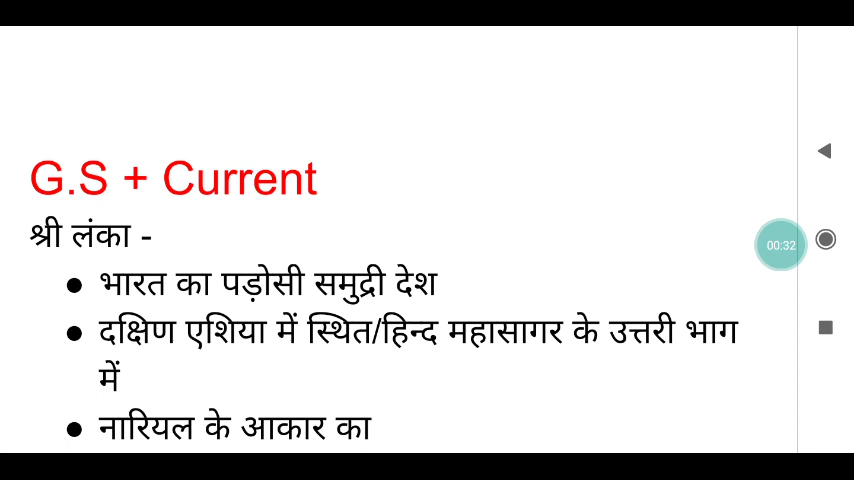 G.S + Current
श्री लंका -
● भारत का पड़ोसी समुद्री देश
● दक्षिण एशिया में स्थित/हिन्द महासागर के उत्तरी भाग
में
● नारियल के आकार का
00:32